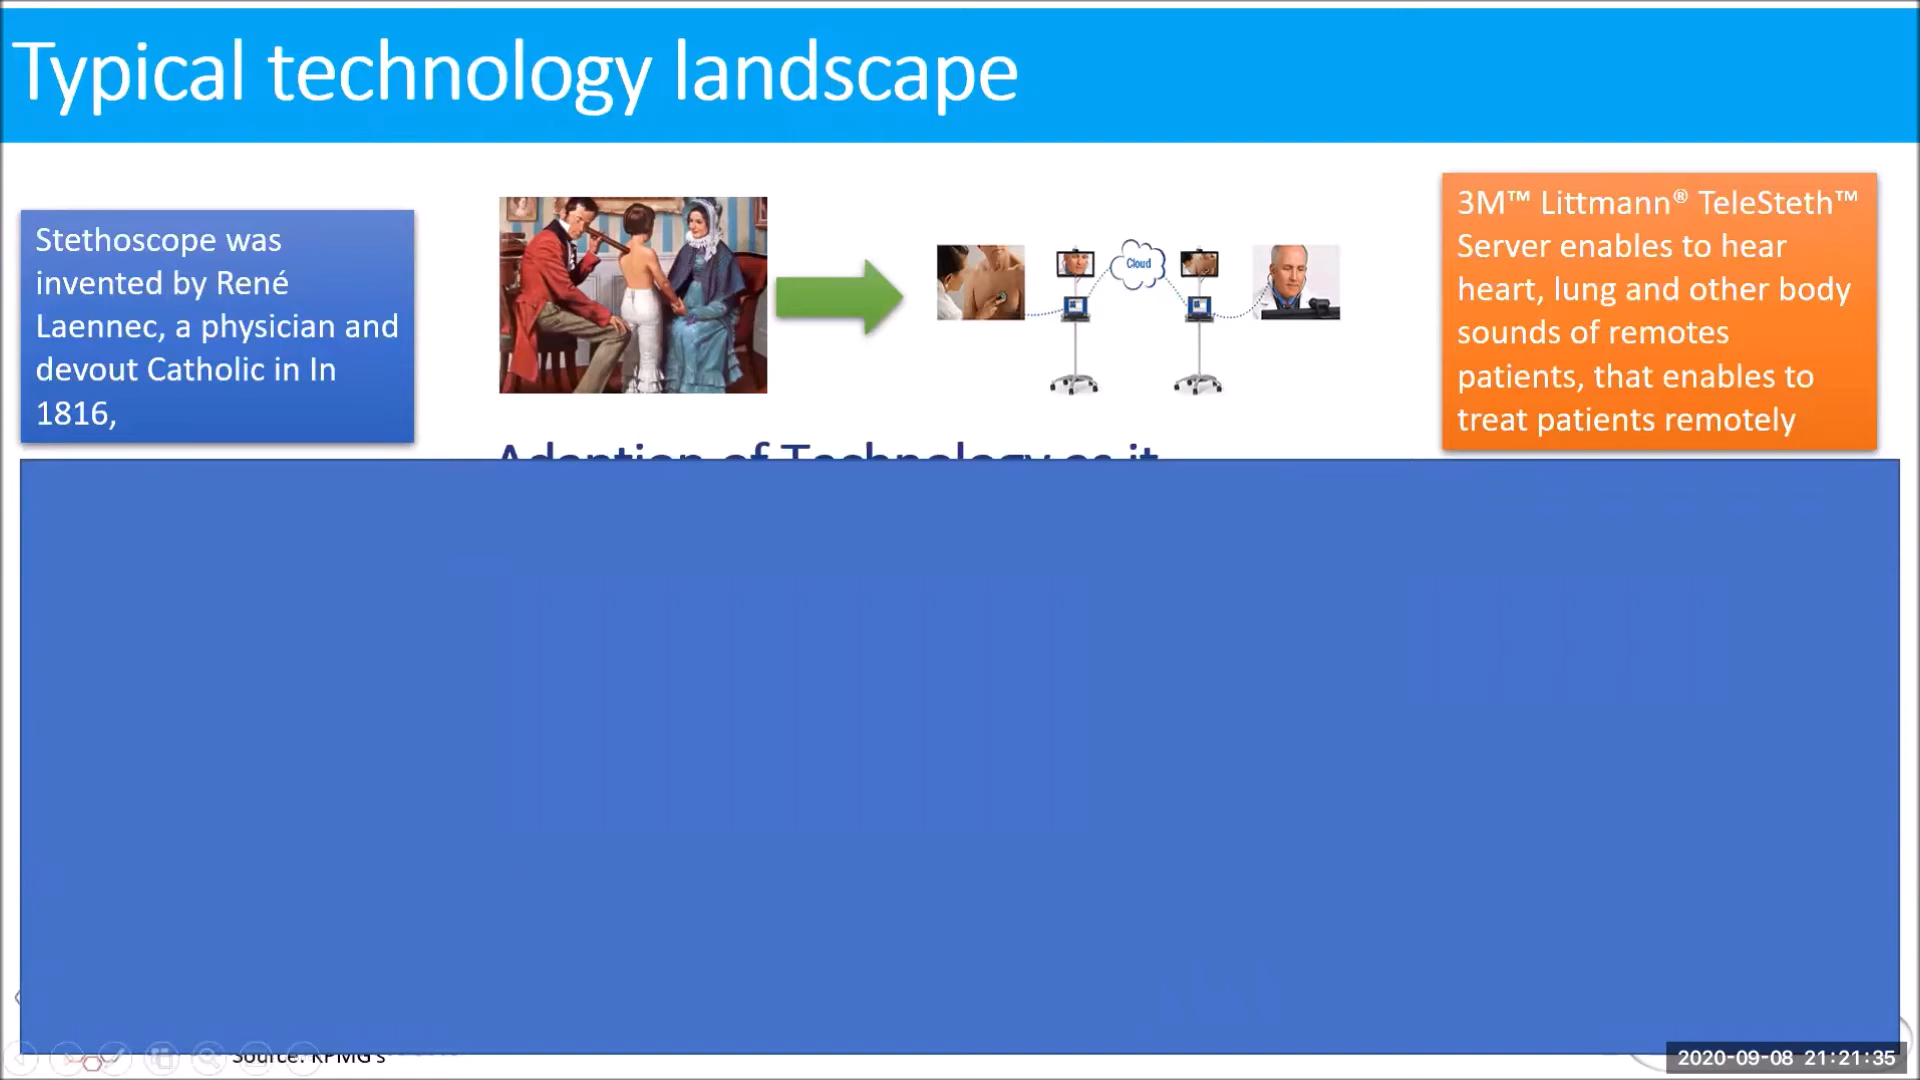 Typical technology landscape
Stethoscope was
invented by René
Laennec, a physician and
devout Catholic in In
1816,
Cloud
3M™ Littmann® TeleSteth™
Server enables to hear
heart, lung and other body
sounds of remotes
patients, that enables to
treat patients remotely
Adoption of Technology as it
Source: KPMG's
2020-09-08 21:21:35